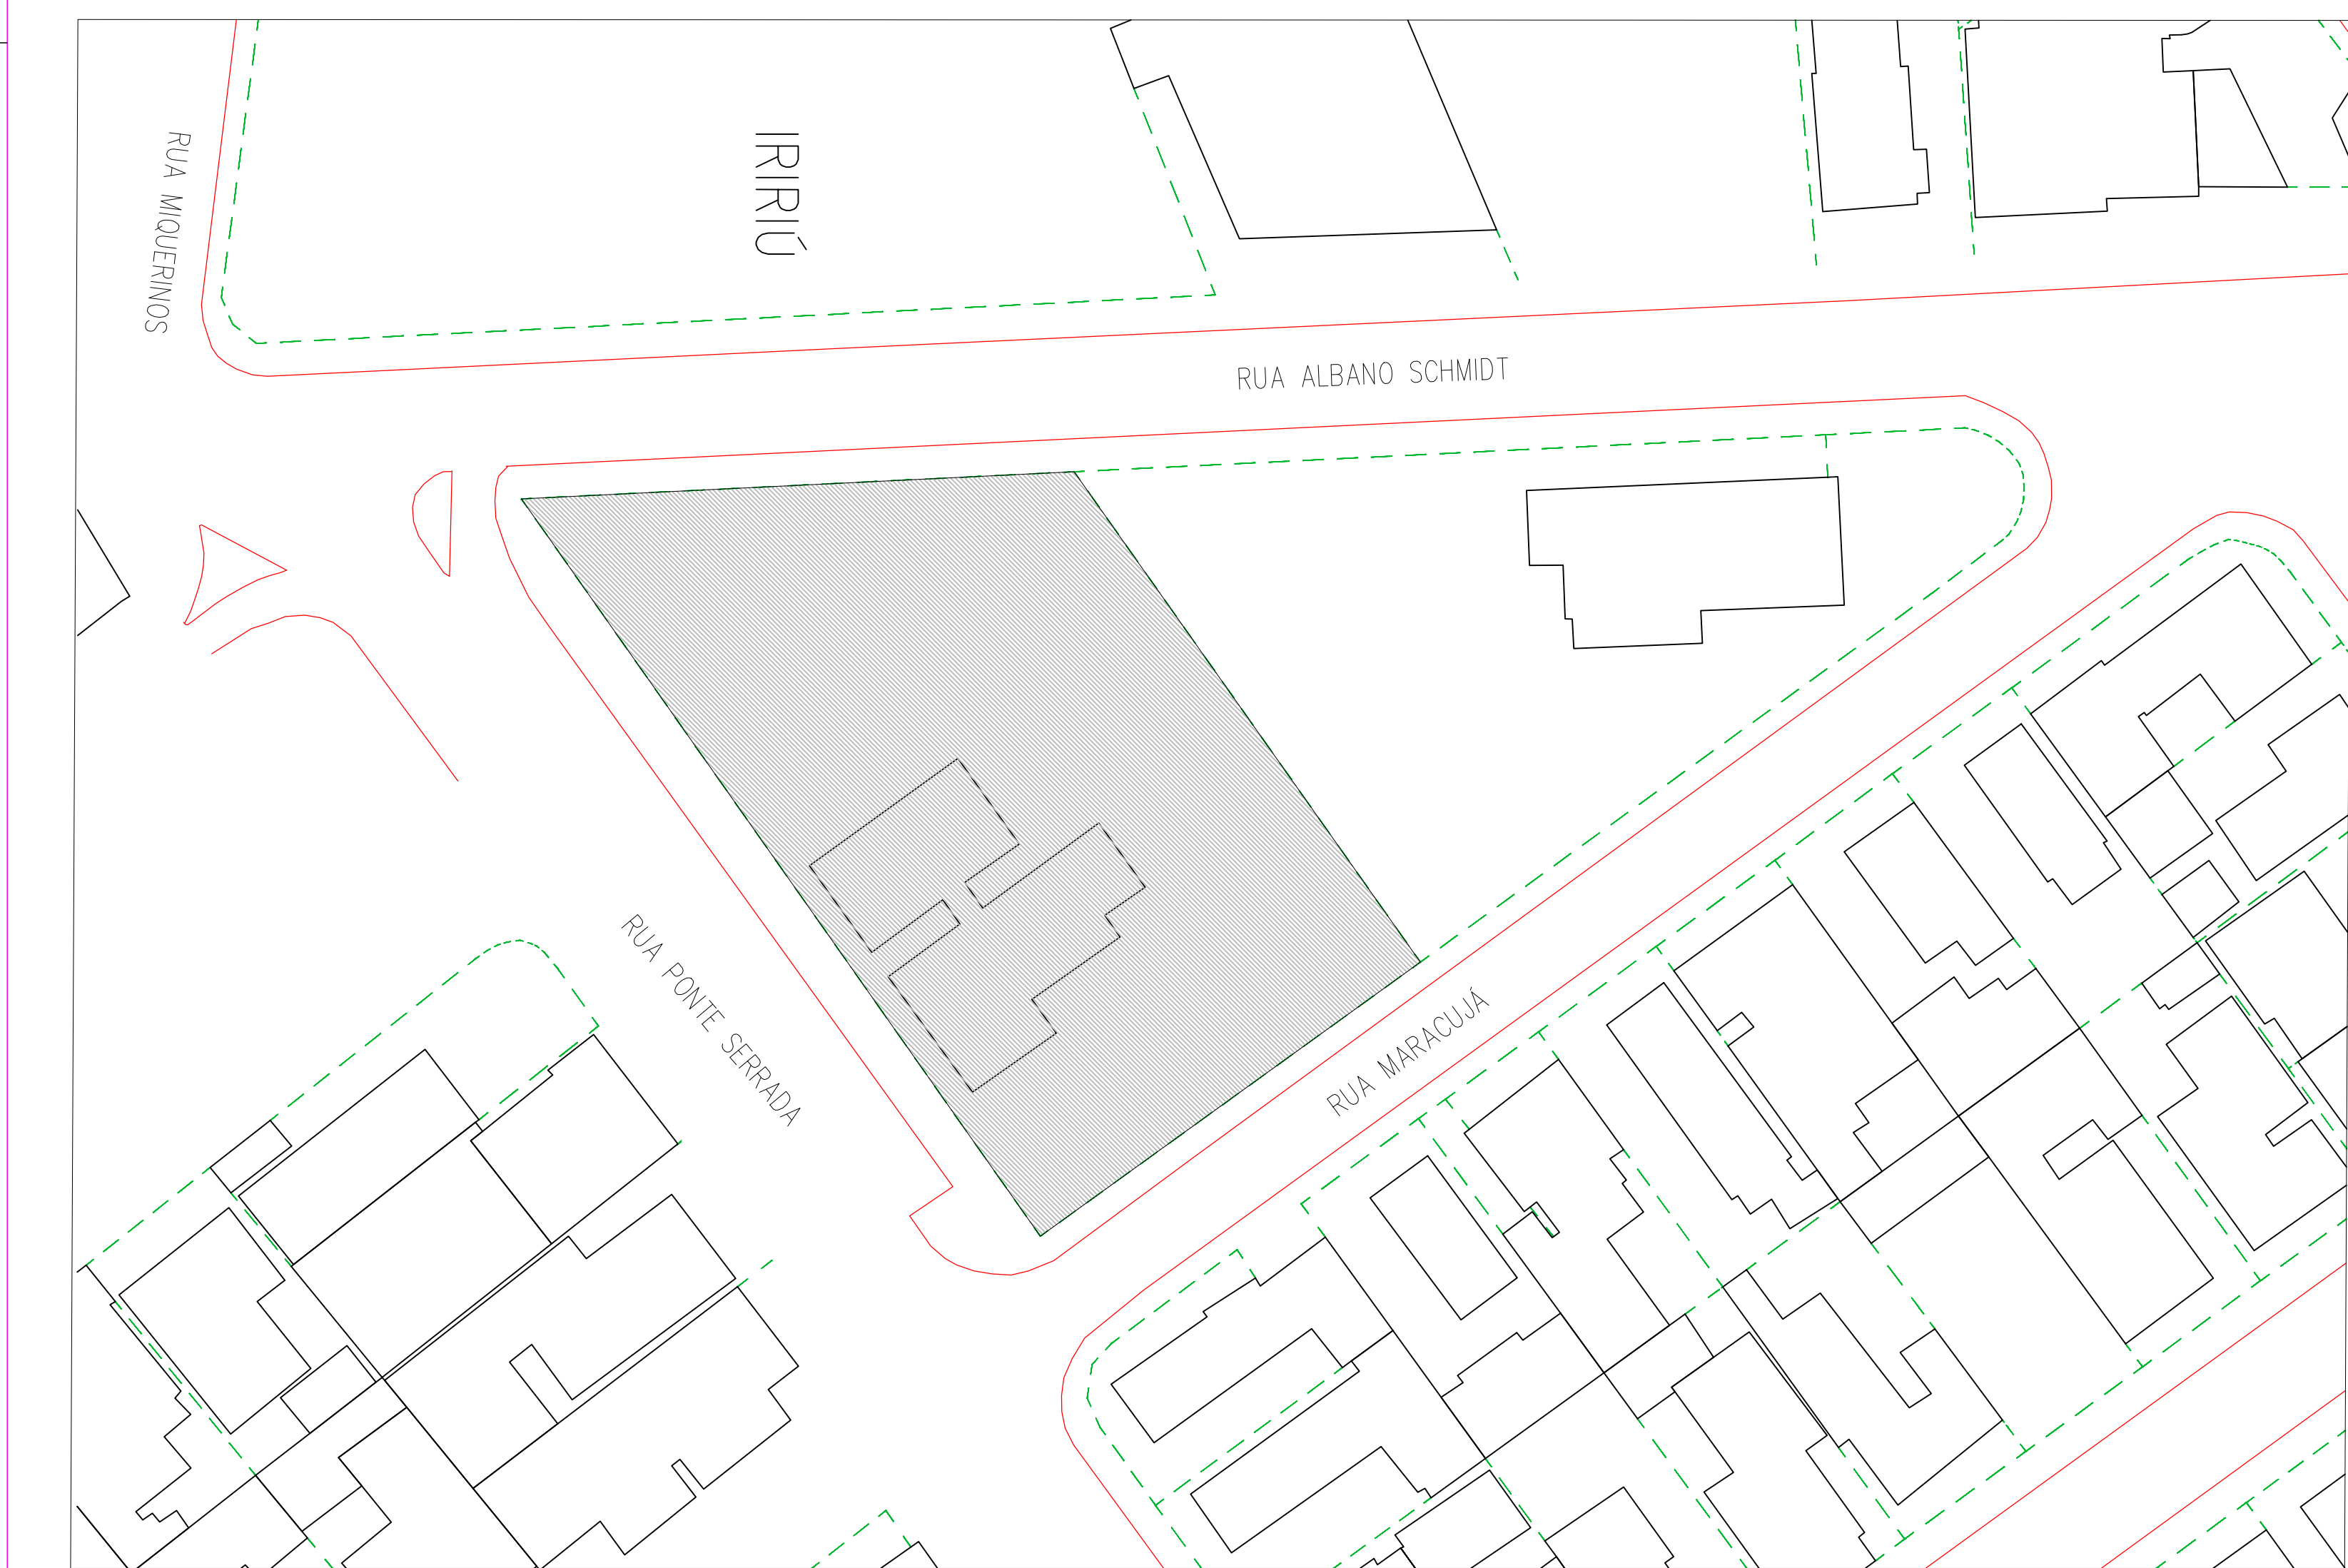 RUA MIQUERINOS
IRIRIÚ
RUA ALBANO SCHMIDT
RUA PONTE SERRADA
RUA MARACUJÁ